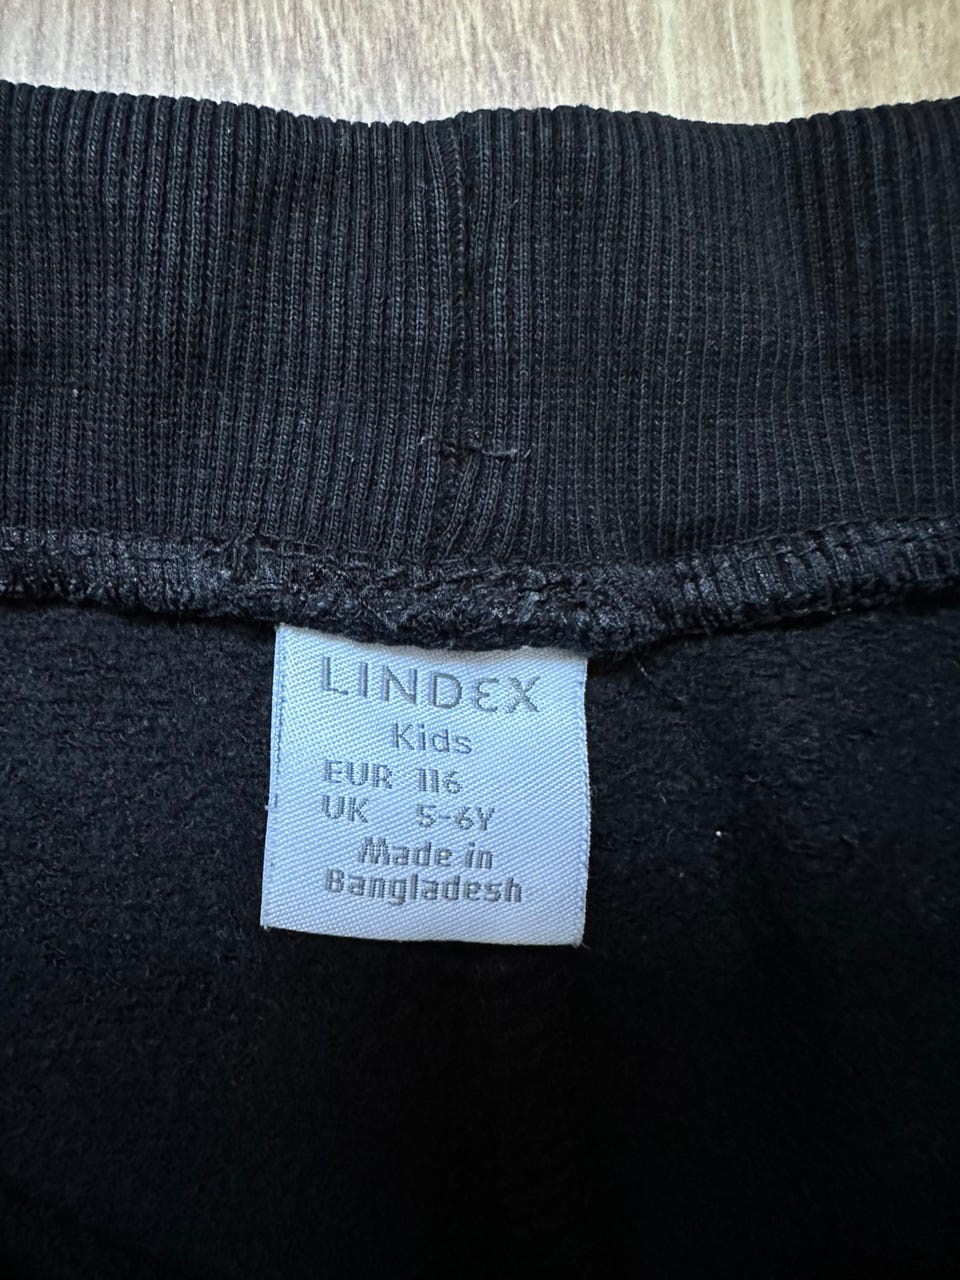 LINDEX
Kids
EUR 116
UK 5-6Y
Made in
Bangladesh